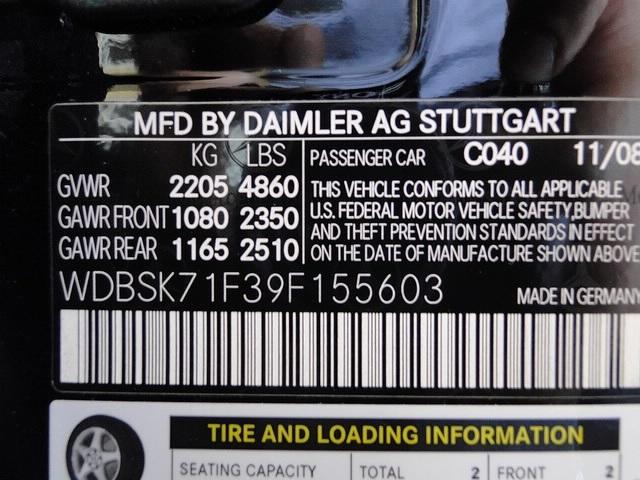 MFD BY DAIMLER AG STUTTGART
KG LBS
GVWR 2205 4860
GAWR FRONT 1080 2350
GAWR REAR 1165 2510
PASSENGER CAR C040 11/08
THIS VEHICLE CONFORMS TO ALL APPLICABLE
U.S. FEDERAL MOTOR VEHICLE SAFETY, BUMPER
AND THEFT PREVENTION STANDARDS IN EFFECT
ON THE DATE OF MANUFACTURE SHOWN ABOVE
WDBSK71F39F155603 MADE IN GERMANY
TIRE AND LOADING INFORMATION
SEATING CAPACITY TOTAL 2 FRONT 2